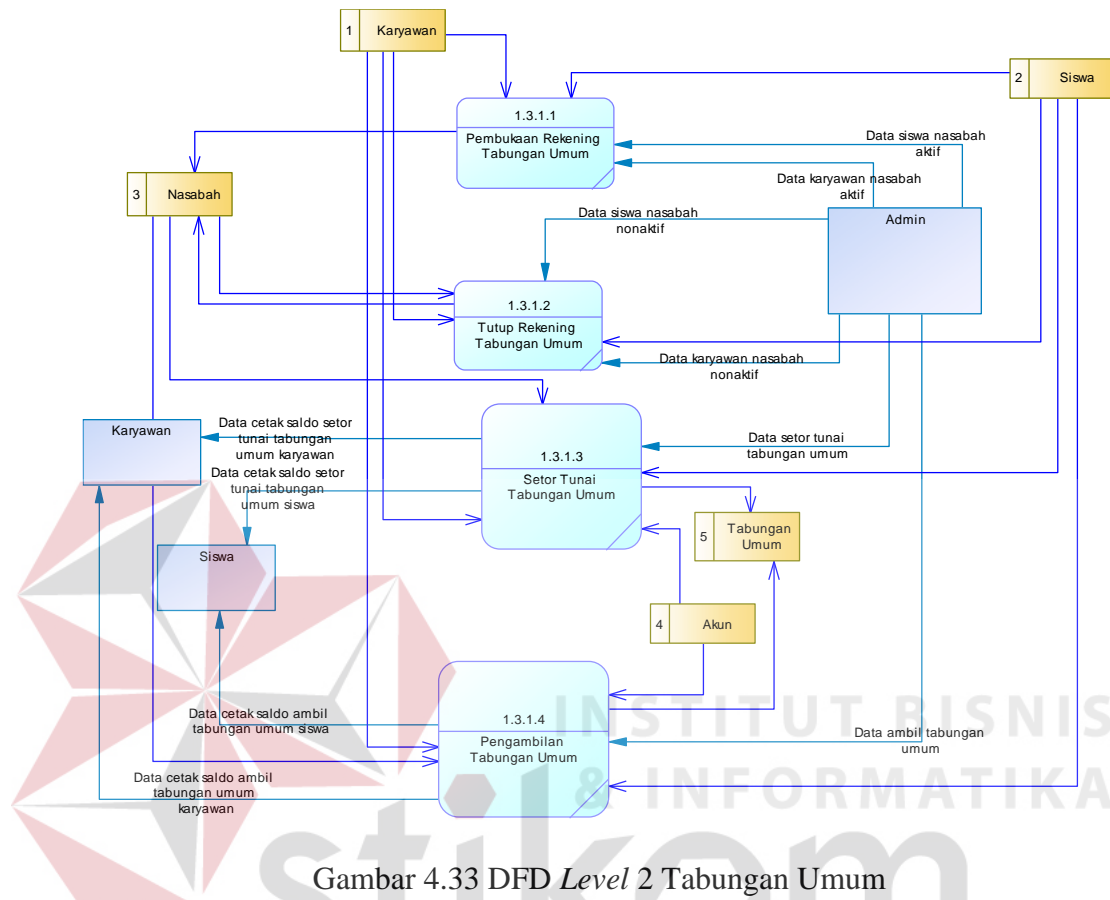 1 Karyawan
2 Siswa
1.3.1.1
Pembukaan Rekening
Tabungan Umum
Data siswa nasabah
aktif
Data karyawan nasabah
aktif
3 Nasabah
Data siswa nasabah
nonaktif
Admin
1.3.1.2
Tutup Rekening
Tabungan Umum
Data karyawan nasabah
nonaktif
Karyawan
Data cetak saldo setor
tunai tabungan
umum karyawan
Data cetak saldo setor
tunai tabungan
umum siswa
1.3.1.3
Setor Tunai
Tabungan Umum
Data setor tunai
tabungan umum
5 Tabungan
Umum
Siswa
4 Akun
Data cetak saldo ambil
tabungan umum siswa
1.3.1.4
Pengambilan
Tabungan Umum
Data ambil tabungan
umum
Data cetak saldo ambil
tabungan umum
karyawan
INSTITUT BISNIS
& INFORMATIKA
stikom
Gambar 4.33 DFD Level 2 Tabungan Umum